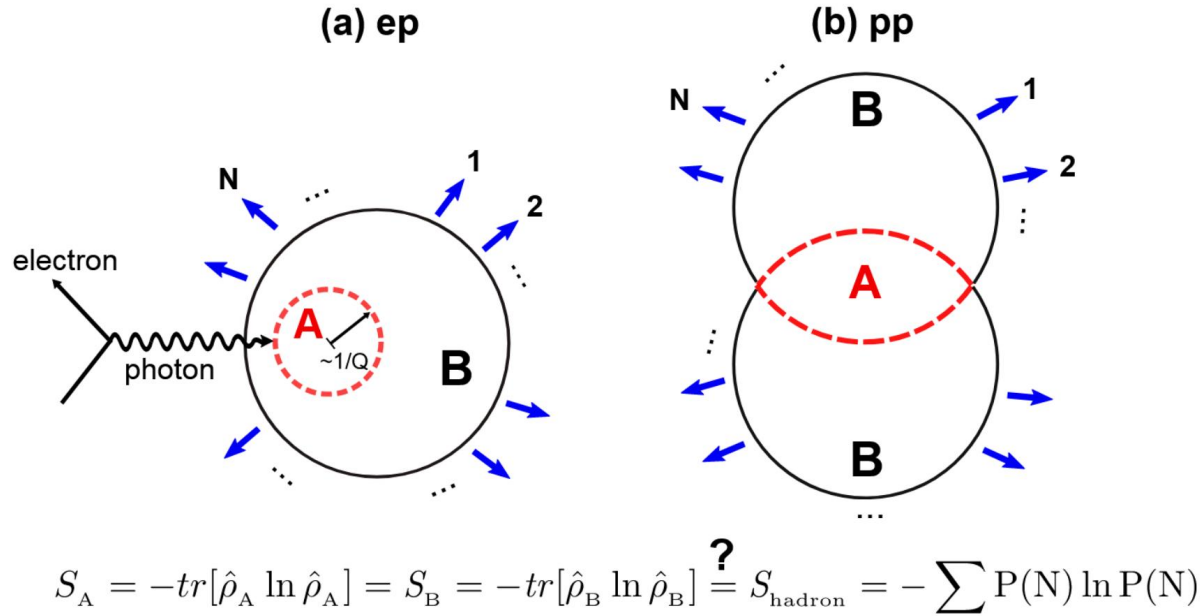 (a) ep
(b) pp
N
...
1
2
...
electron
photon
A
~1/Q
B
...
...
N
...
B
1
2
...
A
...
B
...
S_A = −tr[ρ̂_A ln ρ̂_A] = S_B = −tr[ρ̂_B ln ρ̂_B] ?= S_hadron = − ∑ P(N) ln P(N)